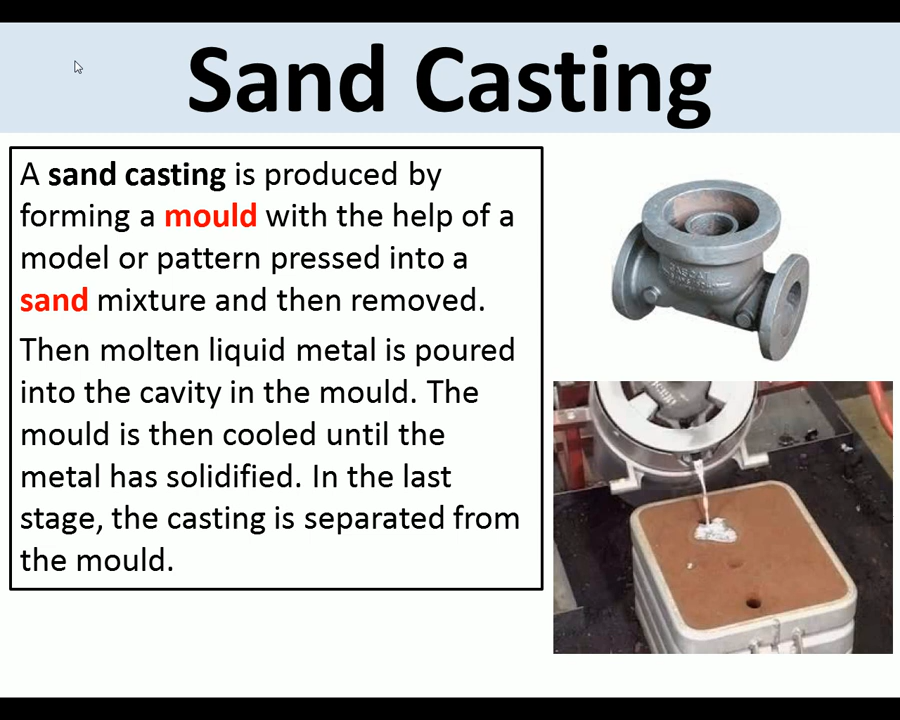 Sand Casting
A sand casting is produced by
forming a mould with the help of a
model or pattern pressed into a
sand mixture and then removed.
Then molten liquid metal is poured
into the cavity in the mould. The
mould is then cooled until the
metal has solidified. In the last
stage, the casting is separated from
the mould.